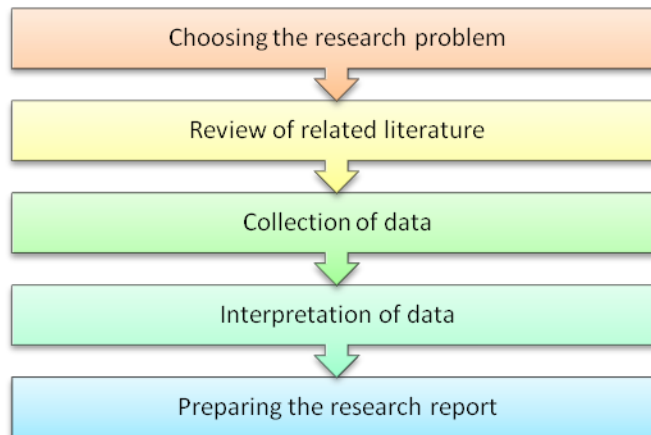 Choosing the research problem
Review of related literature
Collection of data
Interpretation of data
Preparing the research report